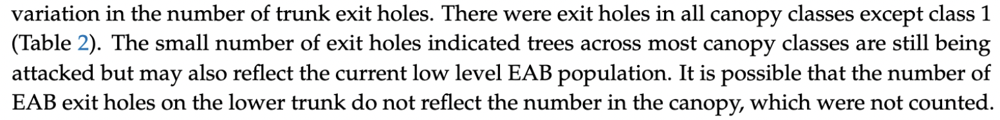 variation in the number of trunk exit holes. There were exit holes in all canopy classes except class 1
(Table 2). The small number of exit holes indicated trees across most canopy classes are still being
attacked but may also reflect the current low level EAB population. It is possible that the number of
EAB exit holes on the lower trunk do not reflect the number in the canopy, which were not counted.